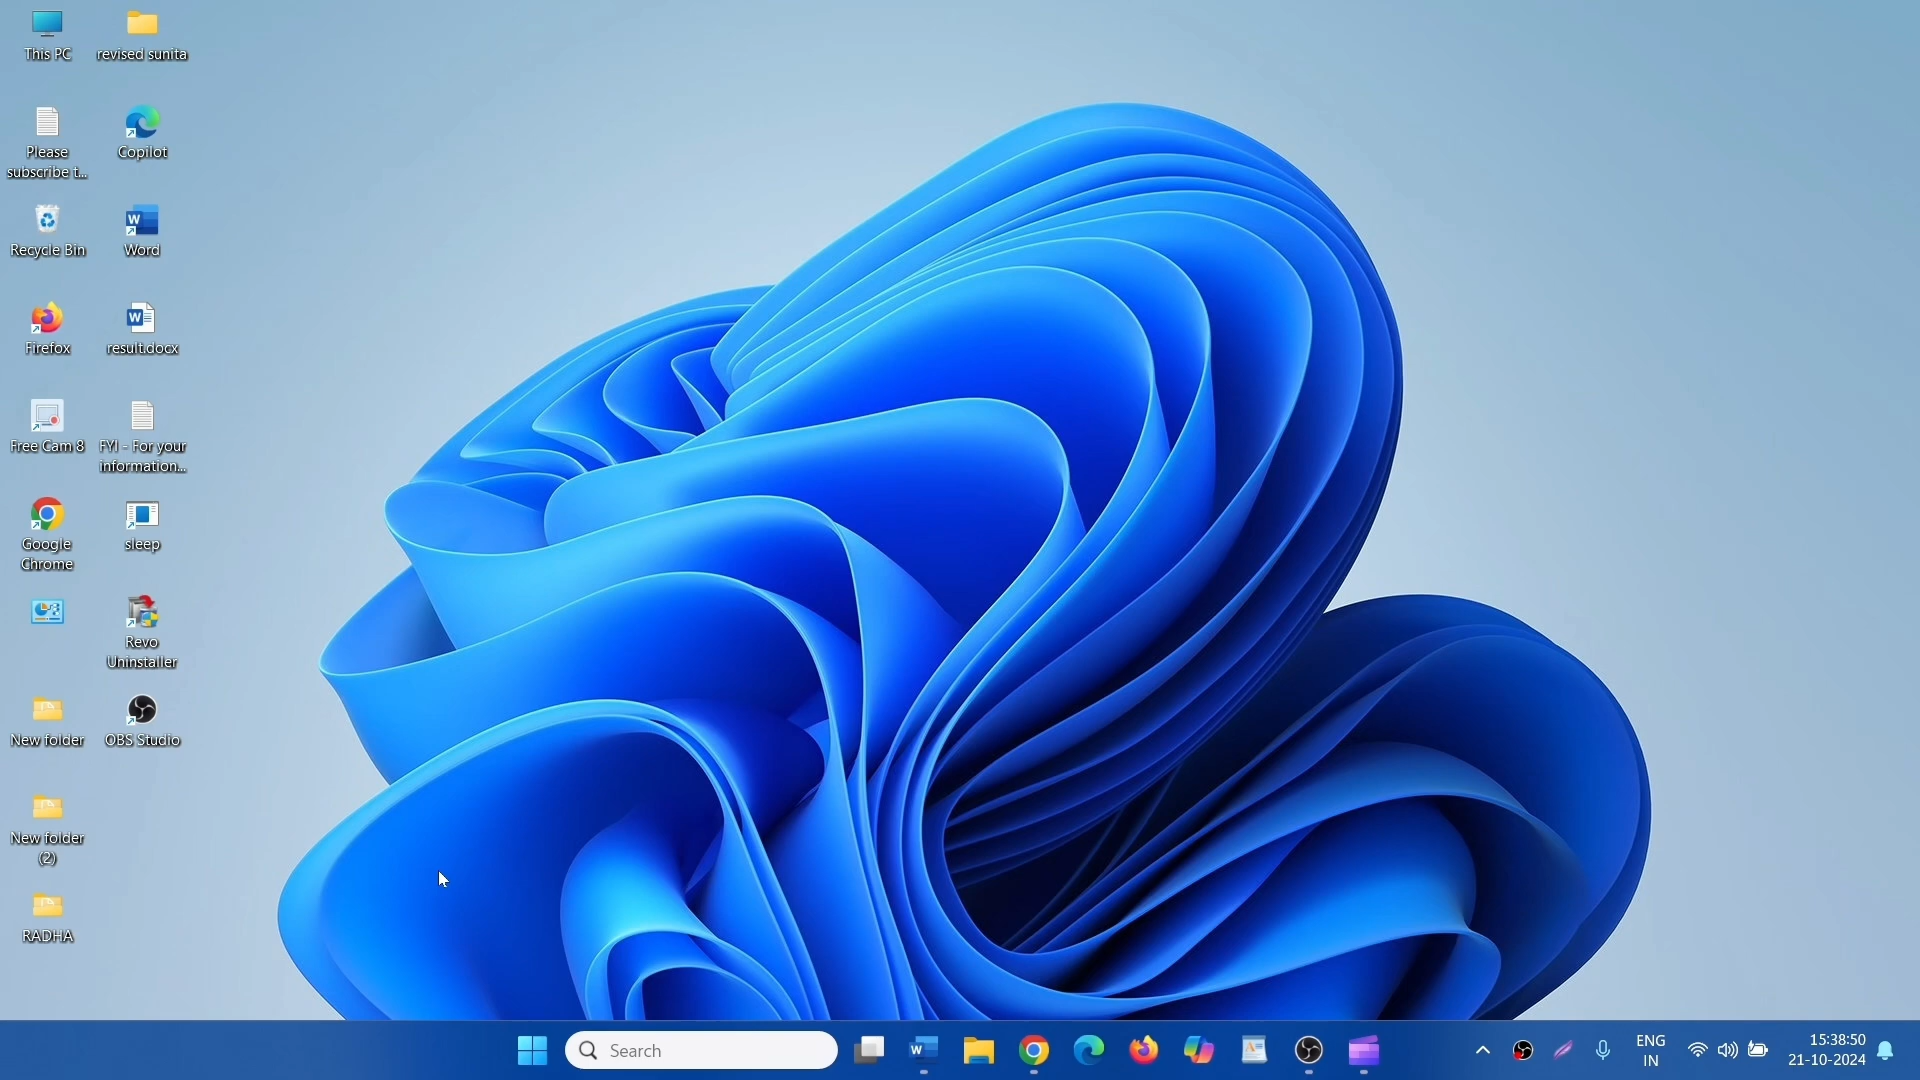 This PC
revised sunita
Please
subscribe t...
Copilot
Recycle Bin
Word
Firefox
result.docx
Free Cam 8
FYI - For your
information...
Google
Chrome
sleep
Revo
Uninstaller
New folder
OBS Studio
New folder
(2)
RADHA
Search
ENG
IN
15:38:50
21-10-2024